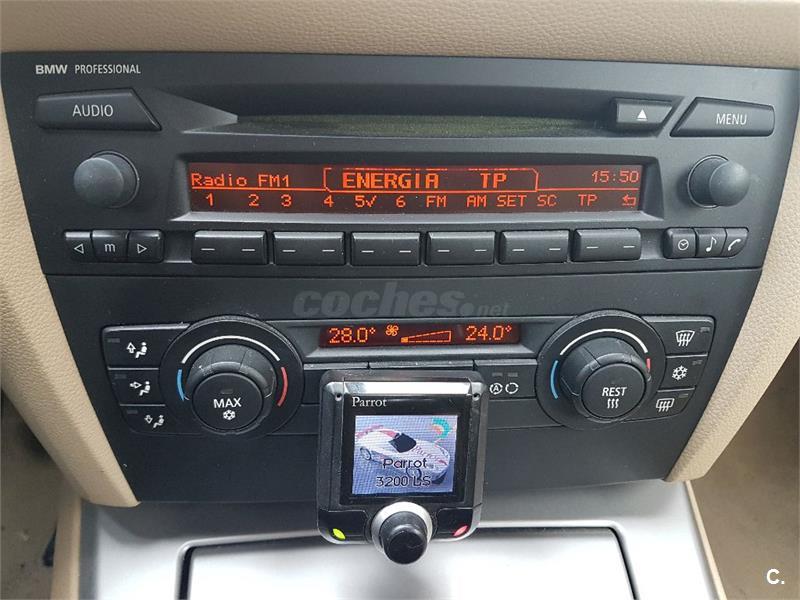 BMW PROFESSIONAL
AUDIO
MENU
Radio FM1 ENERGIA TP 15:50
1 2 3 4 5✓ 6 FM AM SET SC TP
m
coches.net
28.0° 24.0°
MAX
A
REST
Parrot
Parrot
3200 LS
C.